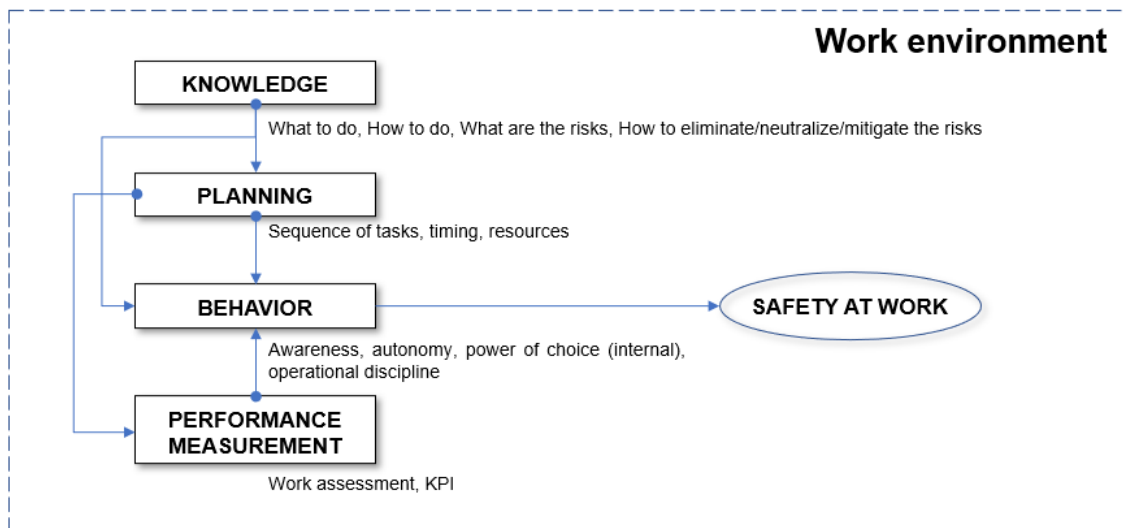 Work environment
KNOWLEDGE
What to do, How to do, What are the risks, How to eliminate/neutralize/mitigate the risks
PLANNING
Sequence of tasks, timing, resources
BEHAVIOR
SAFETY AT WORK
Awareness, autonomy, power of choice (internal),
operational discipline
PERFORMANCE
MEASUREMENT
Work assessment, KPI